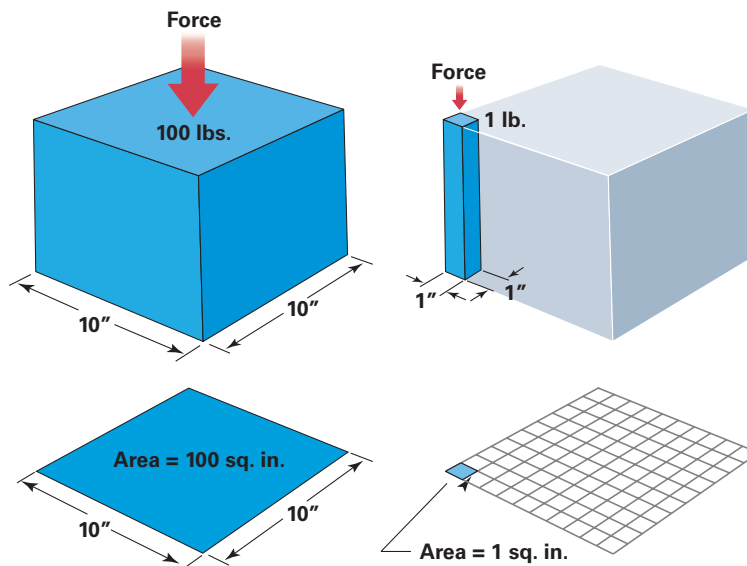 Force
100 lbs.
10”
10”
Force
1 lb.
1”
1”
Area = 100 sq. in.
10”
10”
Area = 1 sq. in.